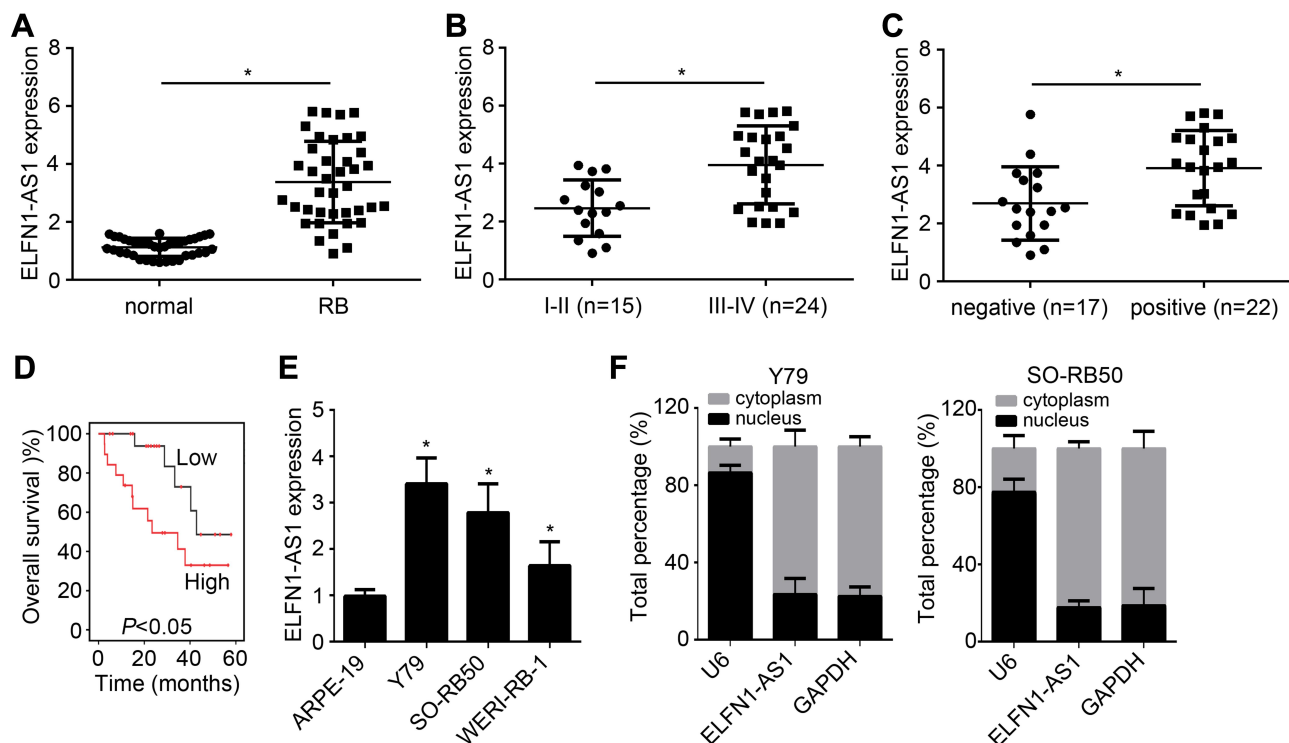 A
ELFN1-AS1 expression
8
6
4
2
0
*
normal
RB
B
ELFN1-AS1 expression
8
6
4
2
0
*
I-II (n=15)
III-IV (n=24)
C
ELFN1-AS1 expression
8
6
4
2
0
*
negative (n=17)
positive (n=22)
D
Overall survival )%)
100
80
60
40
20
0
Low
High
P<0.05
0 20 40 60
Time (months)
E
ELFN1-AS1 expression
5
4
3
2
1
0
*
*
*
ARPE-19
Y79
SO-RB50
WERI-RB-1
F
Y79
cytoplasm
nucleus
Total percentage (%)
120
80
40
0
U6
ELFN1-AS1
GAPDH
SO-RB50
cytoplasm
nucleus
Total percentage (%)
120
80
40
0
U6
ELFN1-AS1
GAPDH